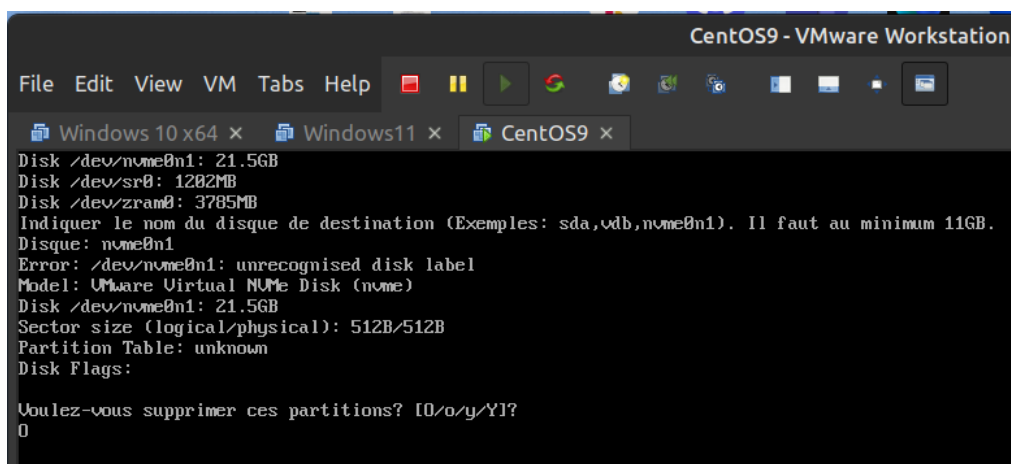 CentOS9 - VMware Workstation
File Edit View VM Tabs Help
Windows 10 x64 × Windows11 × CentOS9 ×
Disk /dev/nvme0n1: 21.5GB
Disk /dev/sr0: 1202MB
Disk /dev/zram0: 3785MB
Indiquer le nom du disque de destination (Exemples: sda,vdb,nvme0n1). Il faut au minimum 11GB.
Disque: nvme0n1
Error: /dev/nvme0n1: unrecognised disk label
Model: VMware Virtual NVMe Disk (nvme)
Disk /dev/nvme0n1: 21.5GB
Sector size (logical/physical): 512B/512B
Partition Table: unknown
Disk Flags:
Voulez-vous supprimer ces partitions? [O/o/y/Y]?
O